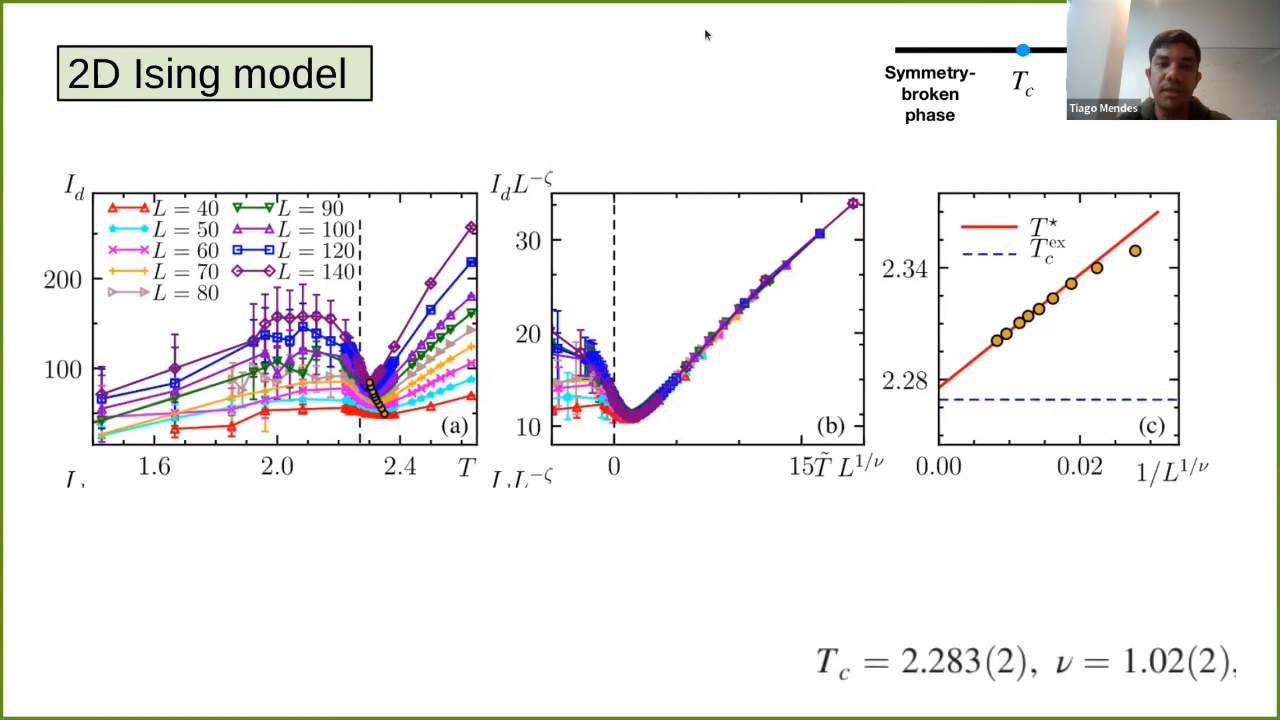 2D Ising model
Symmetry-
broken
phase
T_c
Tiago Mendes
I_d
L = 40
L = 50
L = 60
L = 70
L = 80
L = 90
L = 100
L = 120
L = 140
200
100
(a)
1.6 2.0 2.4 T
I_d L^{-ζ}
30
20
10
(b)
0 15 T̃ L^{1/ν}
T^⋆
T_c^{ex}
2.34
2.28
(c)
0.00 0.02 1/L^{1/ν}
T_c = 2.283(2), ν = 1.02(2),